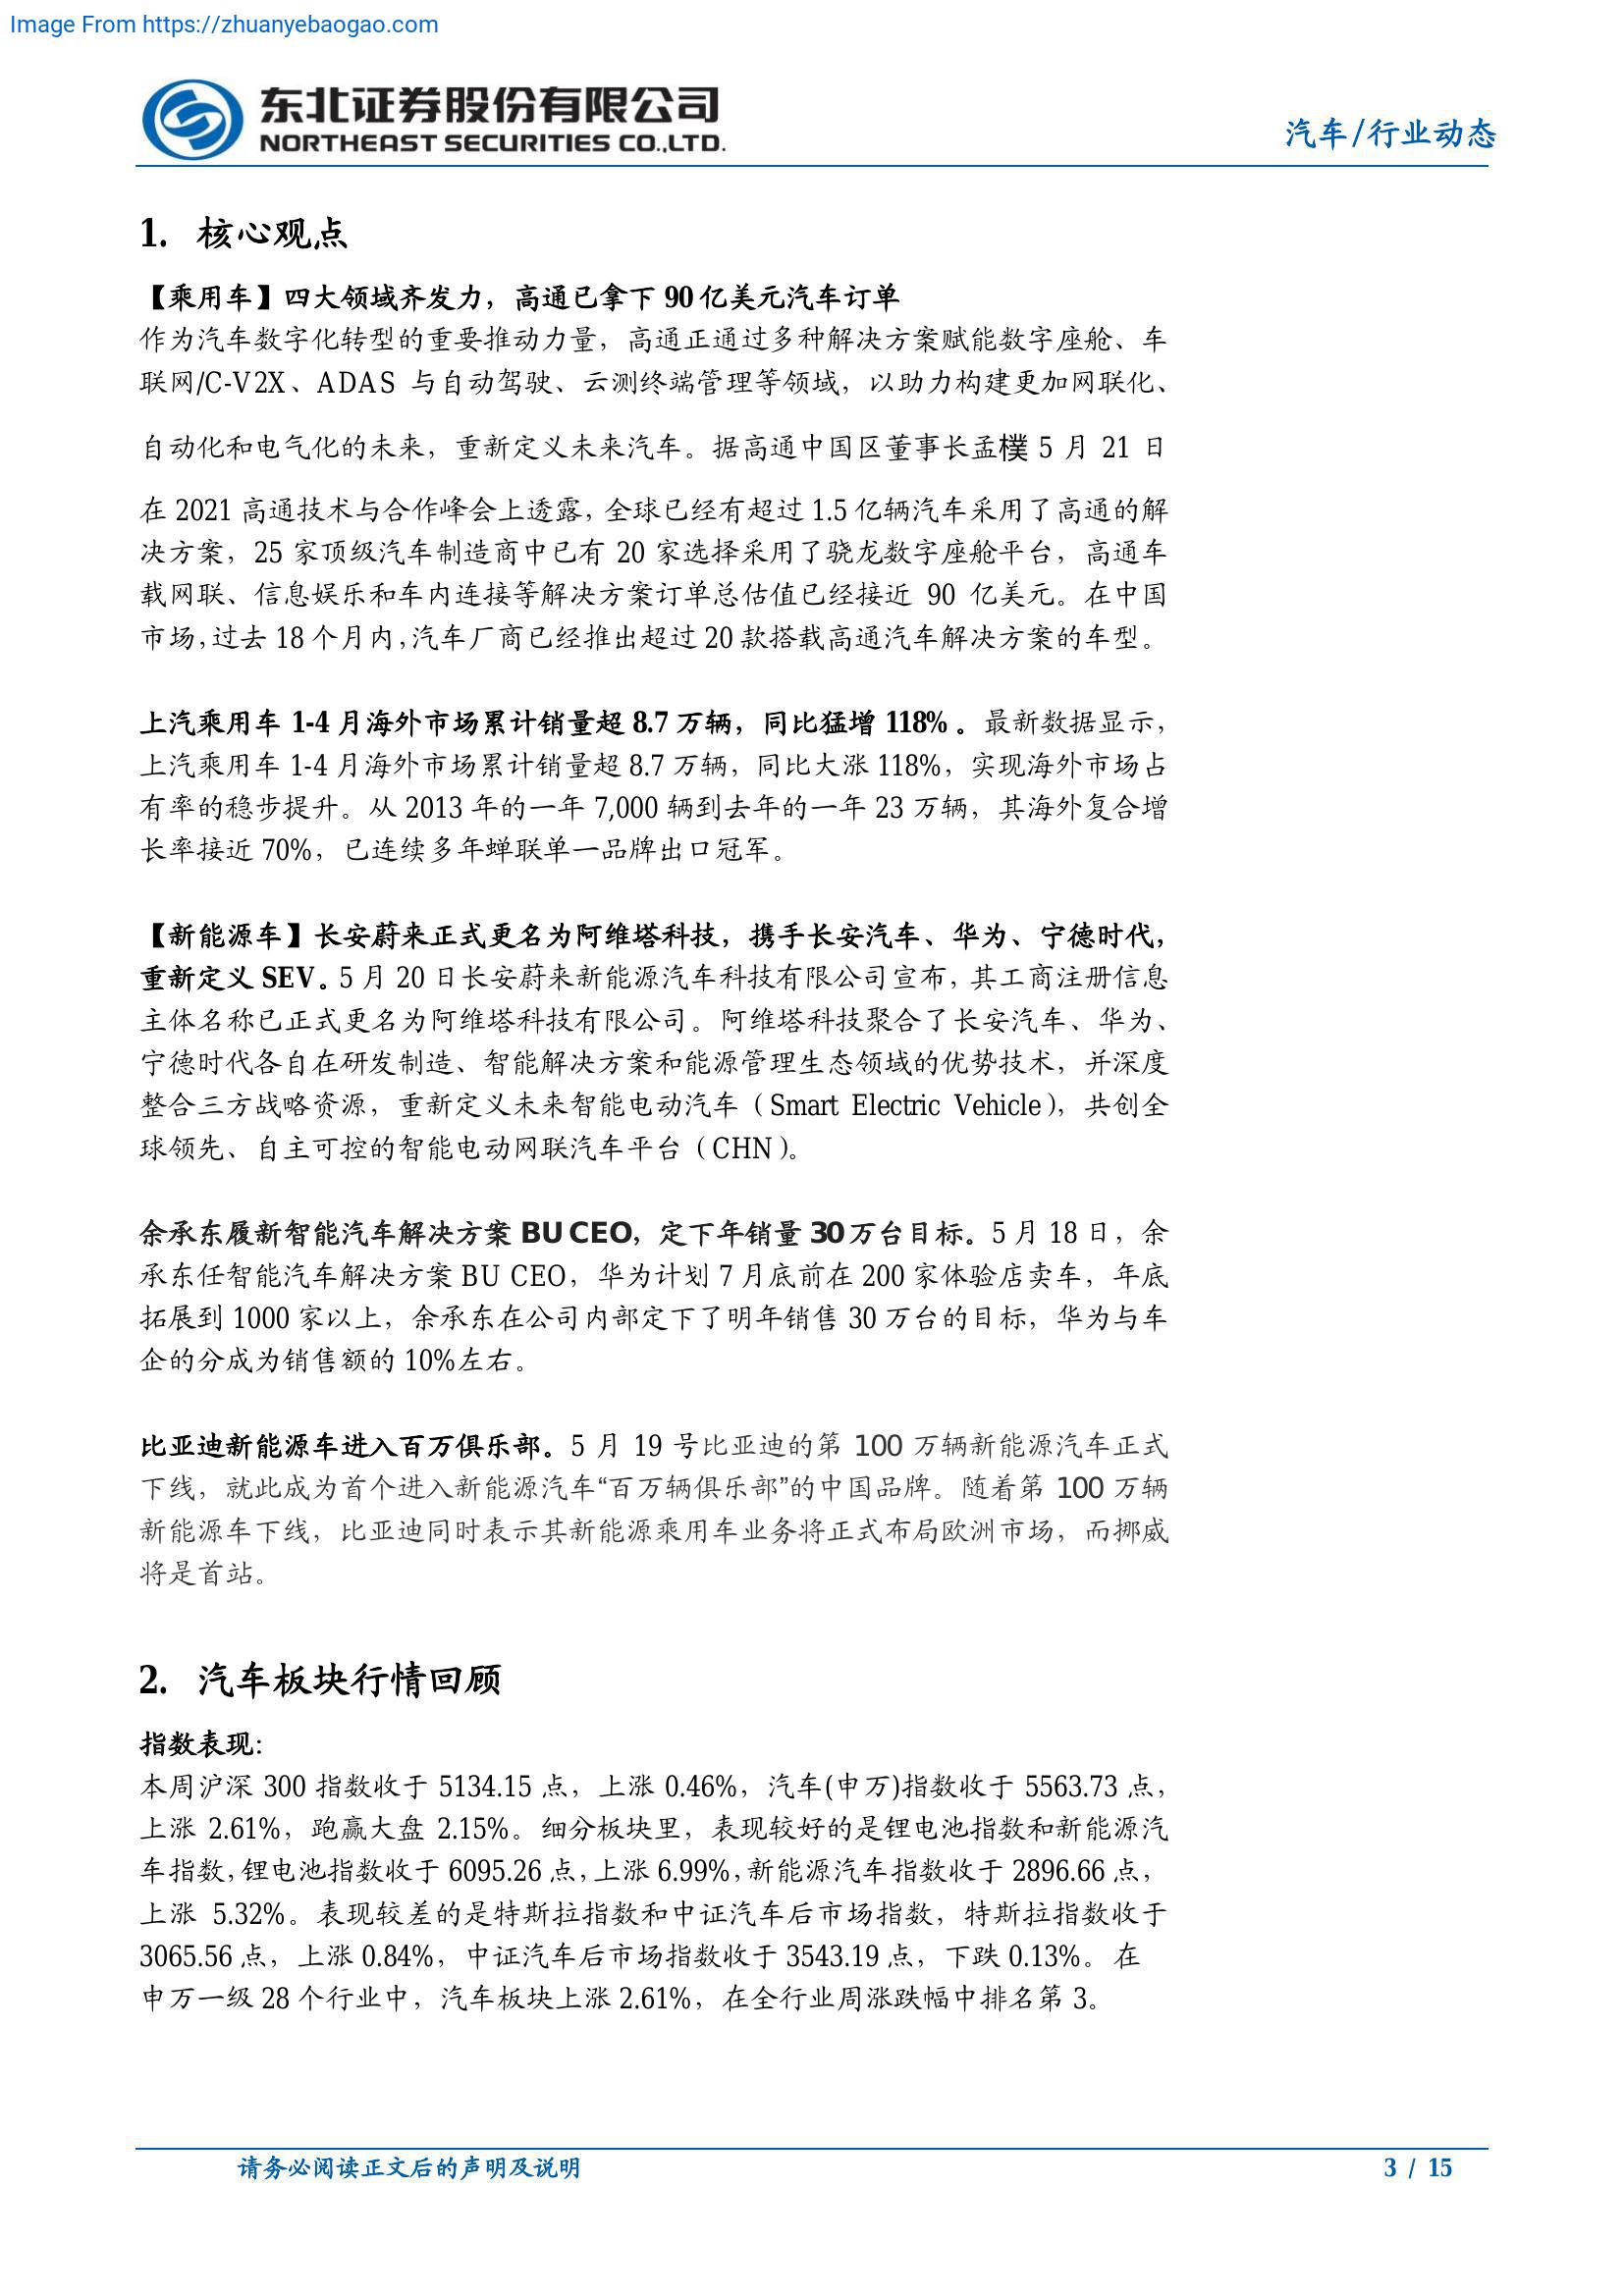 Image From https://zhuanyebaogao.com
东北证券股份有限公司
NORTHEAST SECURITIES CO.,LTD.
汽车/行业动态
1. 核心观点
【乘用车】四大领域齐发力，高通已拿下 90 亿美元汽车订单
作为汽车数字化转型的重要推动力量，高通正通过多种解决方案赋能数字座舱、车
联网/C-V2X、ADAS 与自动驾驶、云测终端管理等领域，以助力构建更加网联化、
自动化和电气化的未来，重新定义未来汽车。据高通中国区董事长孟樸 5 月 21 日
在 2021 高通技术与合作峰会上透露，全球已经有超过 1.5 亿辆汽车采用了高通的解
决方案，25 家顶级汽车制造商中已有 20 家选择采用了骁龙数字座舱平台，高通车
载网联、信息娱乐和车内连接等解决方案订单总估值已经接近 90 亿美元。在中国
市场，过去 18 个月内，汽车厂商已经推出超过 20 款搭载高通汽车解决方案的车型。
上汽乘用车 1-4 月海外市场累计销量超 8.7 万辆，同比猛增 118% 。最新数据显示，
上汽乘用车 1-4 月海外市场累计销量超 8.7 万辆，同比大涨 118%，实现海外市场占
有率的稳步提升。从 2013 年的一年 7,000 辆到去年的一年 23 万辆，其海外复合增
长率接近 70%，已连续多年蝉联单一品牌出口冠军。
【新能源车】长安蔚来正式更名为阿维塔科技，携手长安汽车、华为、宁德时代，
重新定义 SEV。5 月 20 日长安蔚来新能源汽车科技有限公司宣布，其工商注册信息
主体名称已正式更名为阿维塔科技有限公司。阿维塔科技聚合了长安汽车、华为、
宁德时代各自在研发制造、智能解决方案和能源管理生态领域的优势技术，并深度
整合三方战略资源，重新定义未来智能电动汽车（Smart Electric Vehicle），共创全
球领先、自主可控的智能电动网联汽车平台（CHN）。
余承东履新智能汽车解决方案 BU CEO，定下年销量 30 万台目标。5 月 18 日，余
承东任智能汽车解决方案 BU CEO，华为计划 7 月底前在 200 家体验店卖车，年底
拓展到 1000 家以上，余承东在公司内部定下了明年销售 30 万台的目标，华为与车
企的分成为销售额的 10%左右。
比亚迪新能源车进入百万俱乐部。5 月 19 号比亚迪的第 100 万辆新能源汽车正式
下线，就此成为首个进入新能源汽车“百万辆俱乐部”的中国品牌。随着第 100 万辆
新能源车下线，比亚迪同时表示其新能源乘用车业务将正式布局欧洲市场，而挪威
将是首站。
2. 汽车板块行情回顾
指数表现：
本周沪深 300 指数收于 5134.15 点，上涨 0.46%，汽车(申万)指数收于 5563.73 点，
上涨 2.61%，跑赢大盘 2.15%。细分板块里，表现较好的是锂电池指数和新能源汽
车指数，锂电池指数收于 6095.26 点，上涨 6.99%，新能源汽车指数收于 2896.66 点，
上涨 5.32%。表现较差的是特斯拉指数和中证汽车后市场指数，特斯拉指数收于
3065.56 点，上涨 0.84%，中证汽车后市场指数收于 3543.19 点，下跌 0.13%。在
申万一级 28 个行业中，汽车板块上涨 2.61%，在全行业周涨跌幅中排名第 3。
请务必阅读正文后的声明及说明
3 / 15